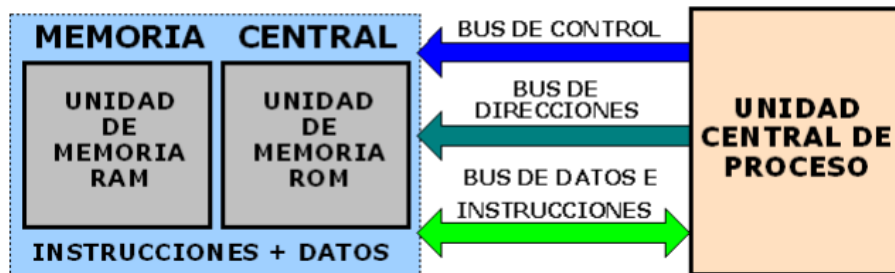 MEMORIA CENTRAL
UNIDAD
DE
MEMORIA
RAM
UNIDAD
DE
MEMORIA
ROM
INSTRUCCIONES + DATOS
BUS DE CONTROL
BUS DE
DIRECCIONES
BUS DE DATOS E
INSTRUCCIONES
UNIDAD
CENTRAL DE
PROCESO